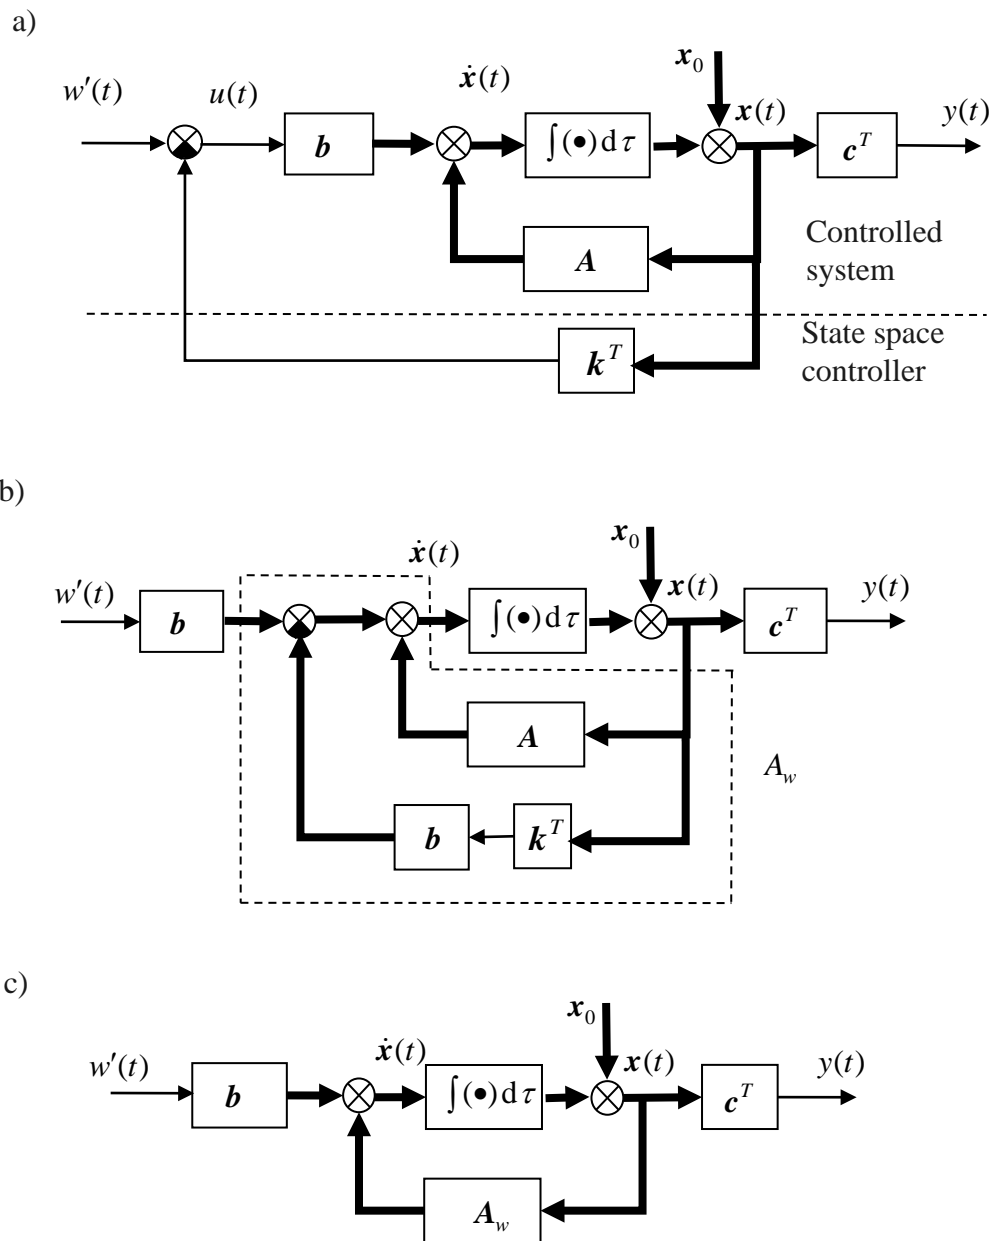 a)
x₀
w′(t) u(t) ẋ(t) x(t) y(t)
b ∫(•)dτ cᵀ
A
Controlled
system
State space
controller
kᵀ
b)
x₀
w′(t) ẋ(t) x(t) y(t)
b ∫(•)dτ cᵀ
A
A_w
b kᵀ
c)
x₀
w′(t) ẋ(t) x(t) y(t)
b ∫(•)dτ cᵀ
A_w